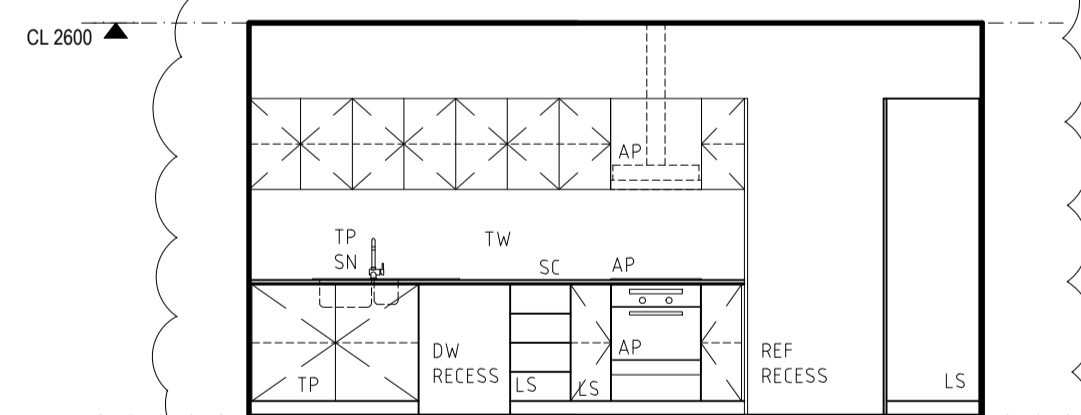 CL 2600
AP
TP
SN
TW
SC
AP
DW
RECESS
AP
REF
RECESS
TP
LS
LS
LS